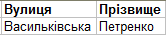 Вулиця Прізвище
Васильківська Петренко